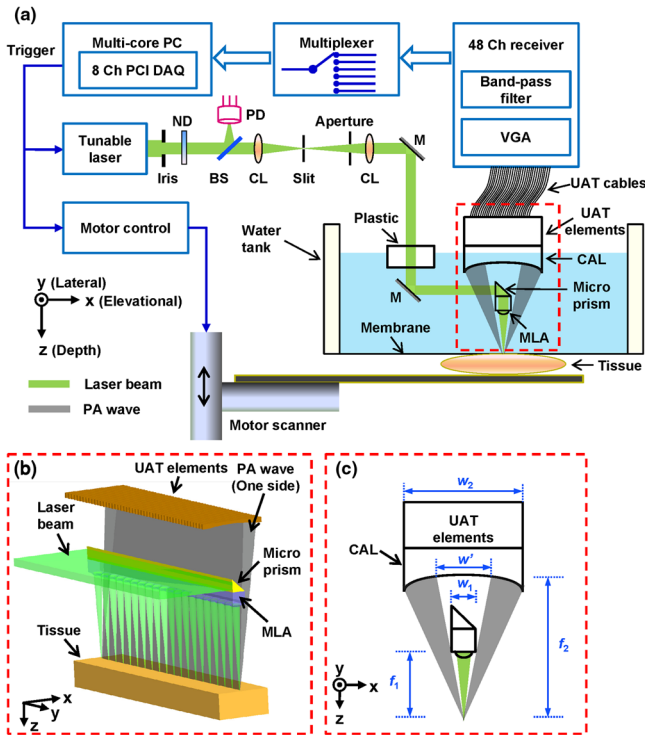 (a)
Trigger
Multi-core PC
8 Ch PCI DAQ
Multiplexer
48 Ch receiver
Band-pass
filter
VGA
Tunable
laser
Iris
ND
PD
BS
CL
Slit
Aperture
CL
M
UAT cables
UAT
elements
Motor control
Water
tank
Plastic
M
CAL
Micro
prism
MLA
Membrane
Tissue
y (Lateral)
x (Elevational)
z (Depth)
Laser beam
PA wave
Motor scanner
(b)
UAT elements
PA wave
(One side)
Laser
beam
Micro
prism
MLA
Tissue
x
y
z
(c)
w2
UAT
elements
CAL
w'
w1
f1
f2
y
x
z